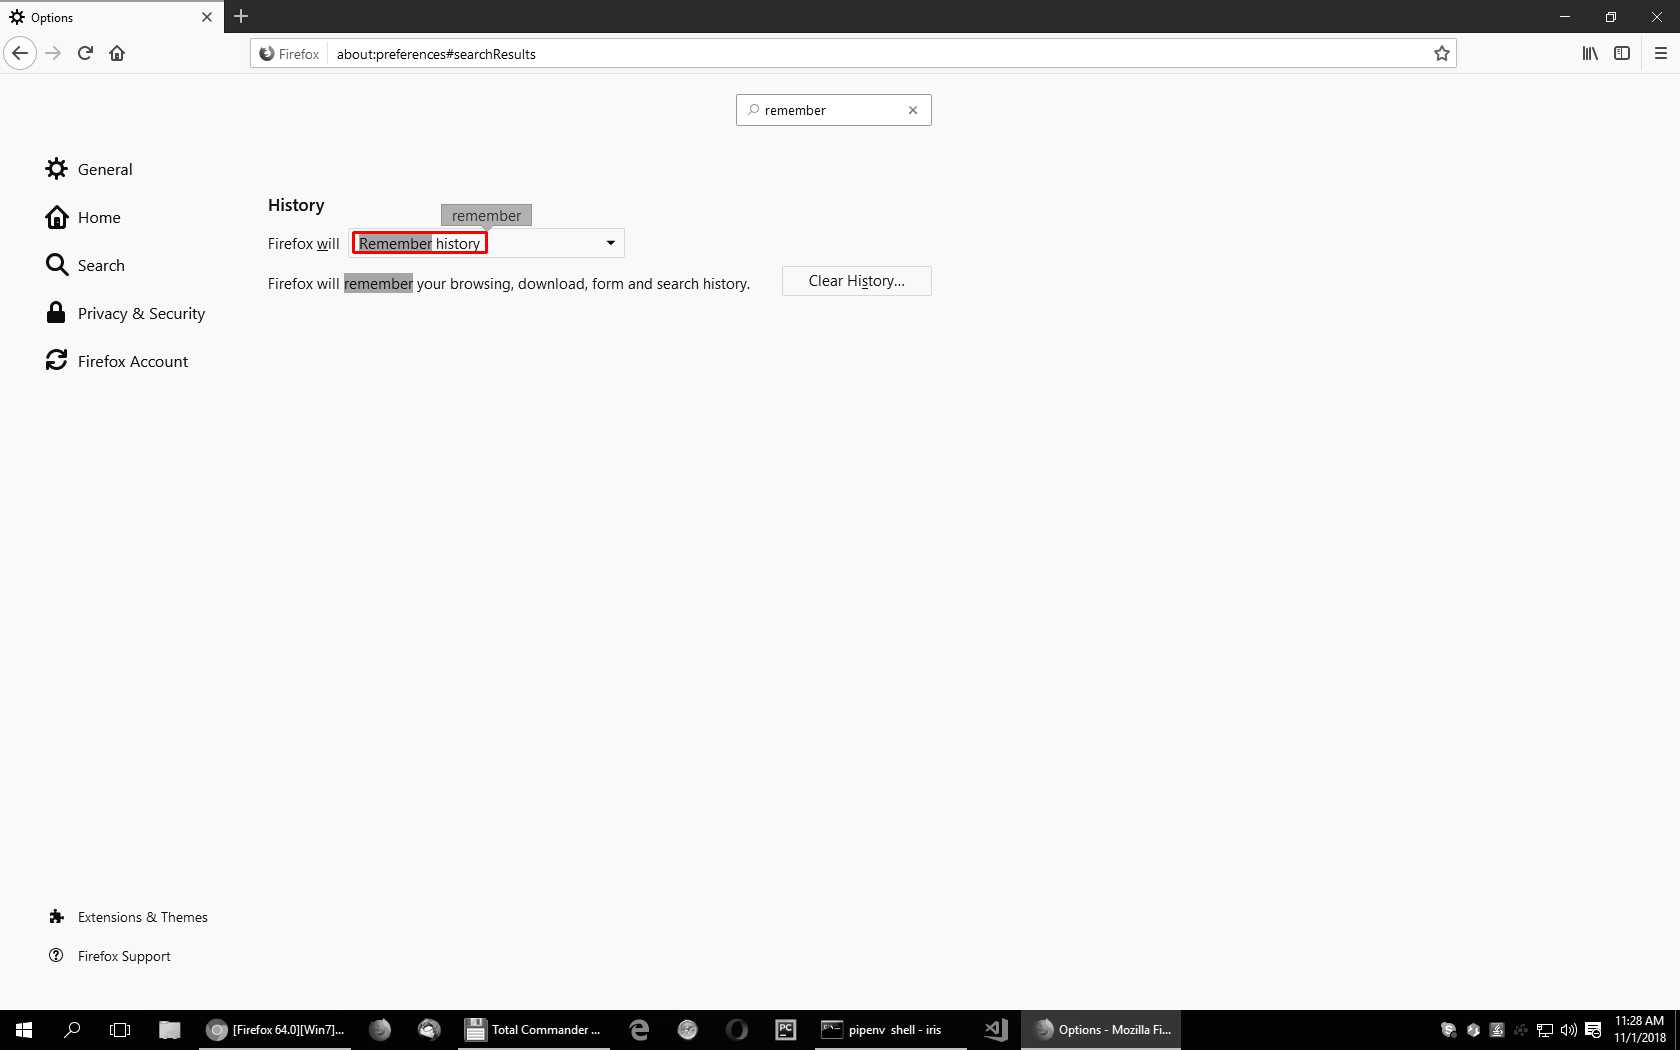 Options
Firefox about:preferences#searchResults
remember
General
Home
Search
Privacy & Security
Firefox Account
History
remember
Firefox will Remember history
Firefox will remember your browsing, download, form and search history.
Clear History...
Extensions & Themes
Firefox Support
[Firefox 64.0][Win7]...
Total Commander ...
PC
pipenv shell - iris
Options - Mozilla Fi...
11:28 AM
11/1/2018